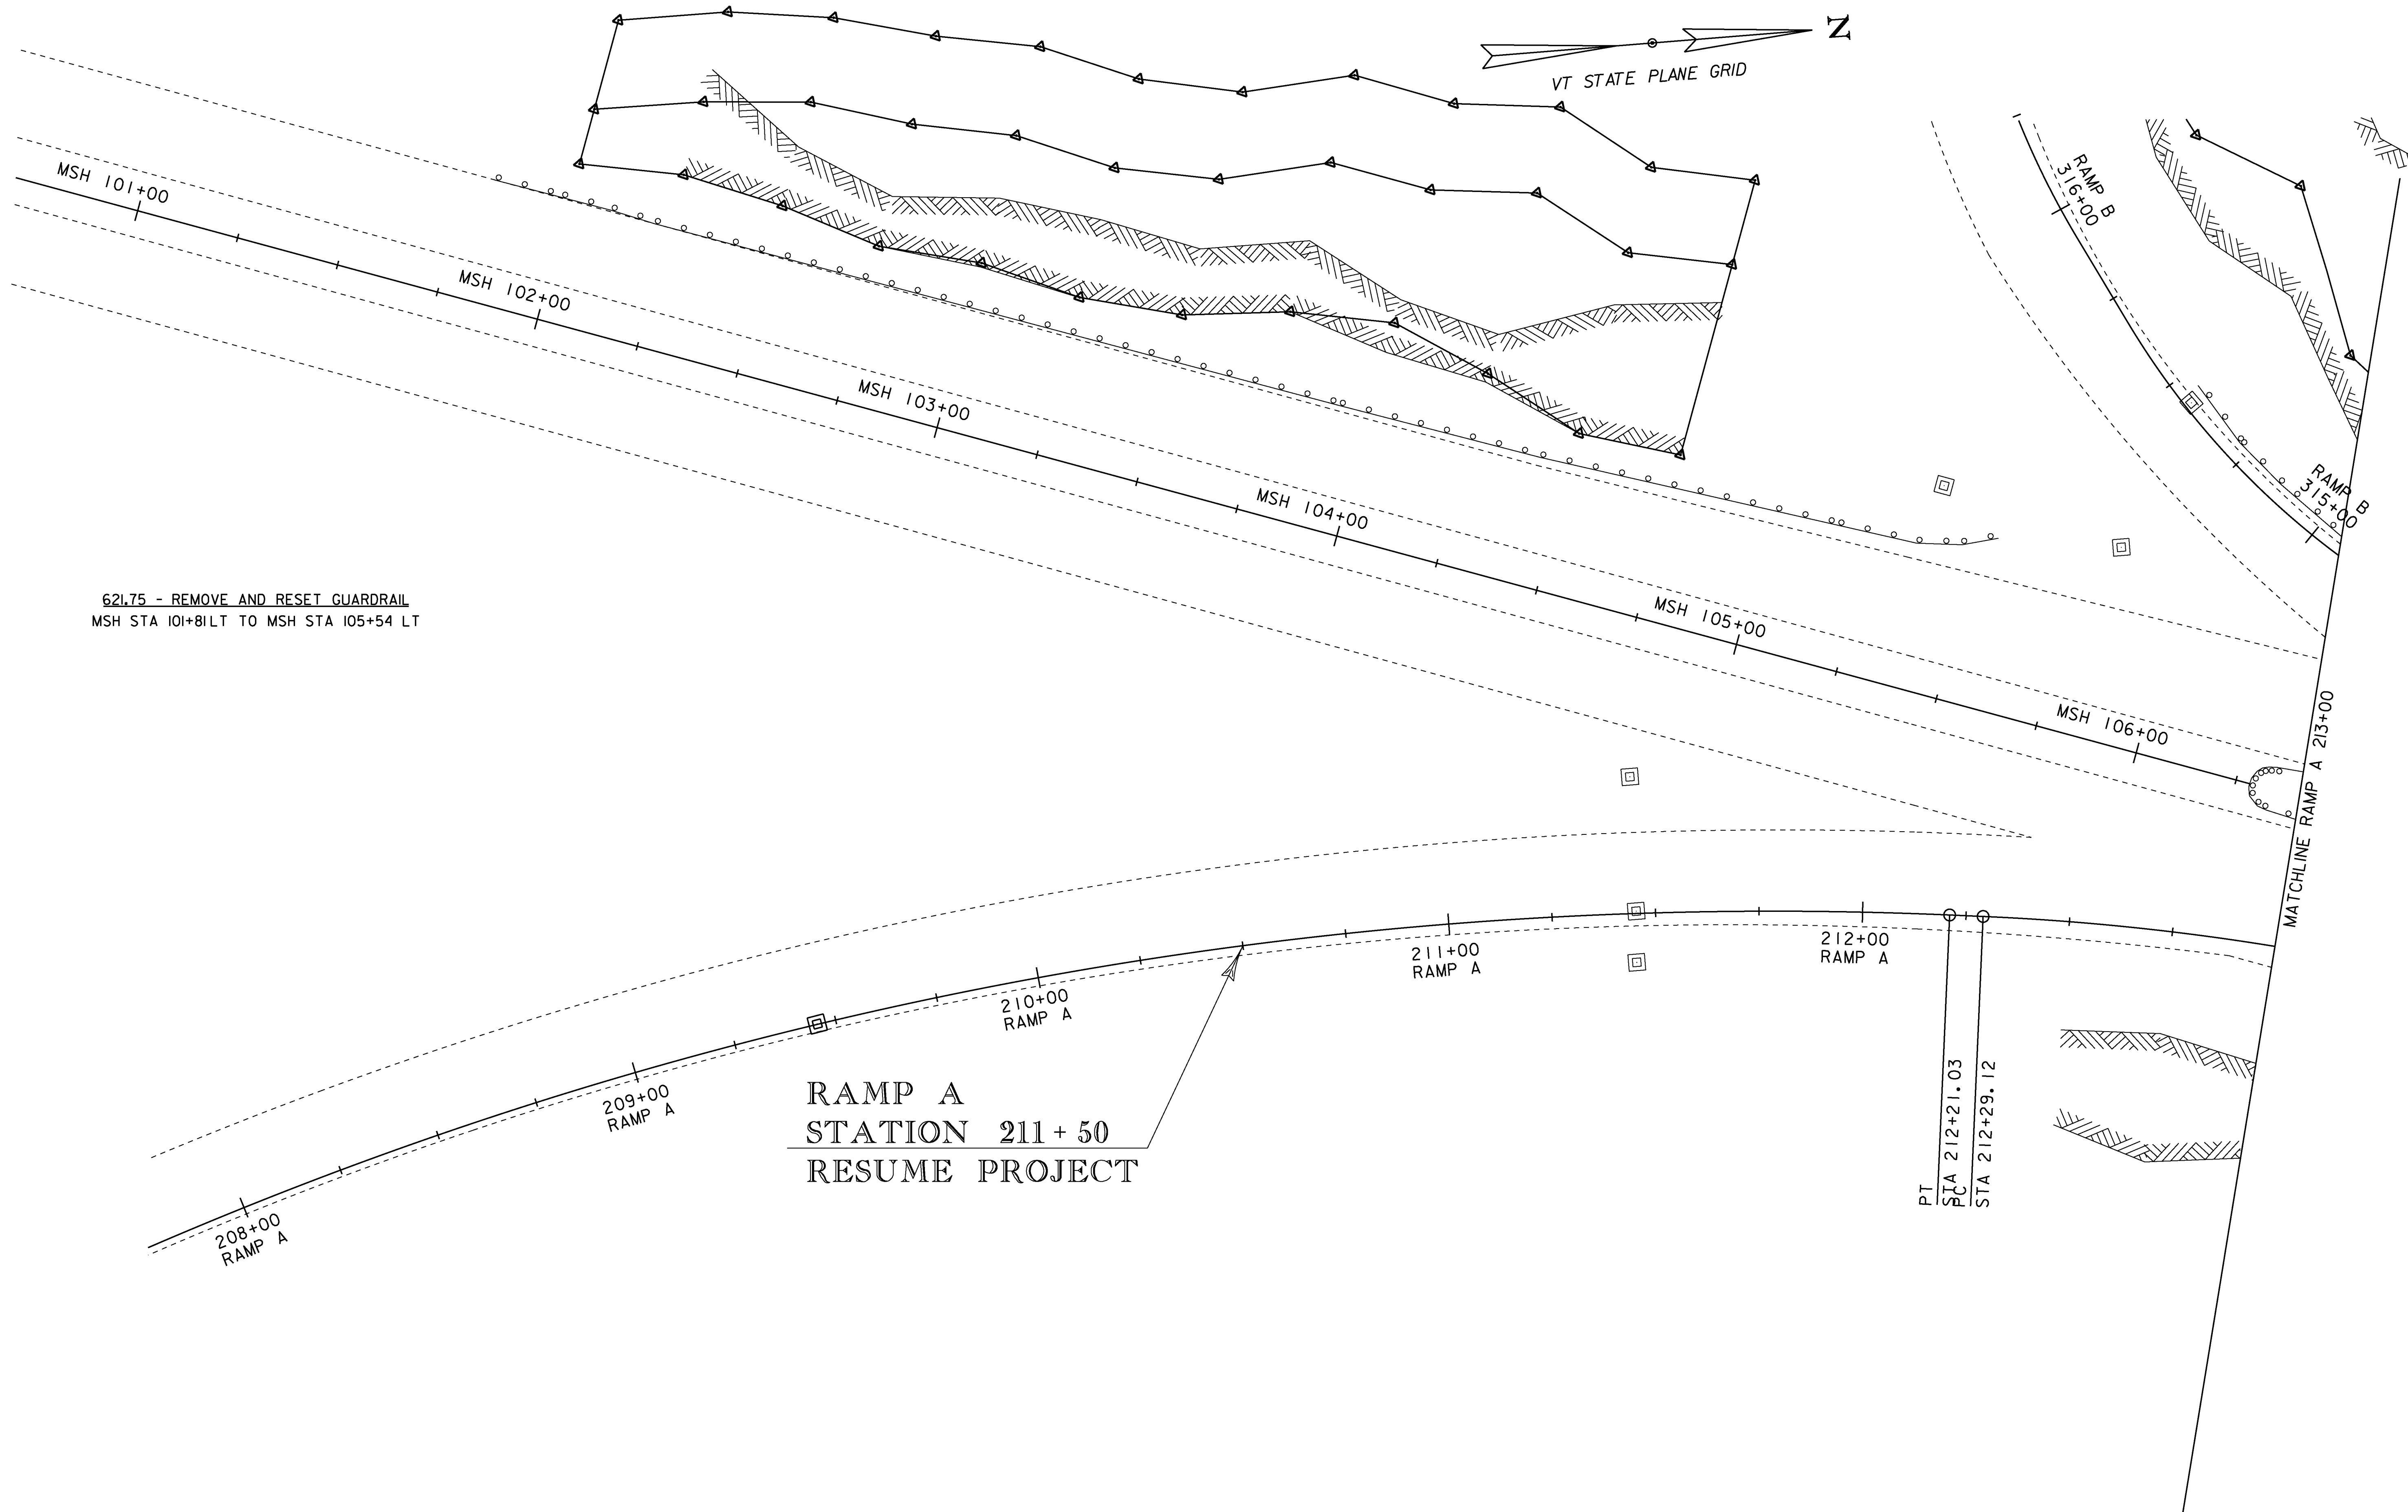 N
VT STATE PLANE GRID
MSH 101+00
MSH 102+00
MSH 103+00
MSH 104+00
MSH 105+00
MSH 106+00
RAMP B
316+00
RAMP B
315+00
621.75 - REMOVE AND RESET GUARDRAIL
MSH STA 101+81LT TO MSH STA 105+54 LT
MATCHLINE RAMP A 213+00
208+00
RAMP A
209+00
RAMP A
210+00
RAMP A
211+00
RAMP A
212+00
RAMP A
RAMP A
STATION 211+50
RESUME PROJECT
PT
STA 212+21.03
PC
STA 212+29.12